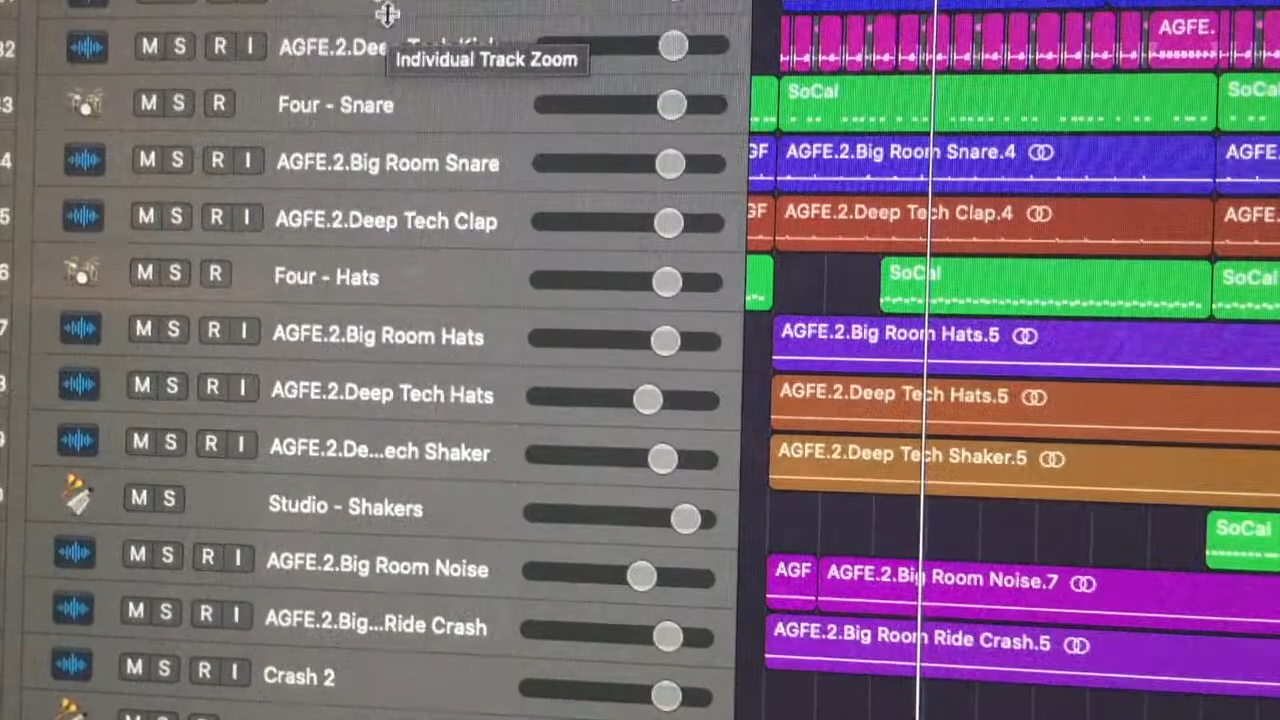 32 M S R I AGFE.2.Dee AGFE.
Individual Track Zoom
M S R Four - Snare SoCal SoCal
M S R I AGFE.2.Big Room Snare GF AGFE.2.Big Room Snare.4 AGFE.
M S R I AGFE.2.Deep Tech Clap GF AGFE.2.Deep Tech Clap.4 AGFE.
M S R Four - Hats SoCal SoCal
M S R I AGFE.2.Big Room Hats AGFE.2.Big Room Hats.5
M S R I AGFE.2.Deep Tech Hats AGFE.2.Deep Tech Hats.5
M S R I AGFE.2.De...ech Shaker AGFE.2.Deep Tech Shaker.5
M S Studio - Shakers SoCal
M S R I AGFE.2.Big Room Noise AGF AGFE.2.Big Room Noise.7
M S R I AGFE.2.Big...Ride Crash AGFE.2.Big Room Ride Crash.5
M S R I Crash 2